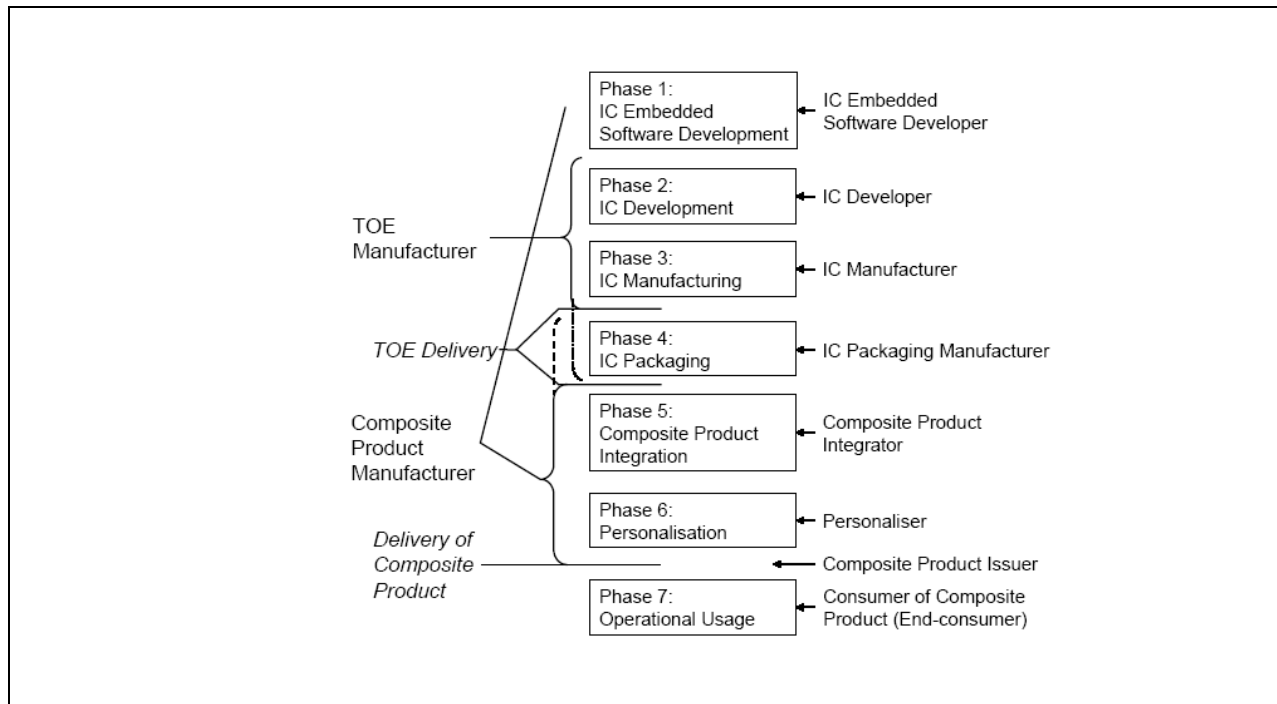 Phase 1:
IC Embedded
Software Development
IC Embedded
Software Developer
Phase 2:
IC Development
IC Developer
TOE
Manufacturer
Phase 3:
IC Manufacturing
IC Manufacturer
TOE Delivery
Phase 4:
IC Packaging
IC Packaging Manufacturer
Composite
Product
Manufacturer
Phase 5:
Composite Product
Integration
Composite Product
Integrator
Phase 6:
Personalisation
Personaliser
Delivery of
Composite
Product
Composite Product Issuer
Phase 7:
Operational Usage
Consumer of Composite
Product (End-consumer)